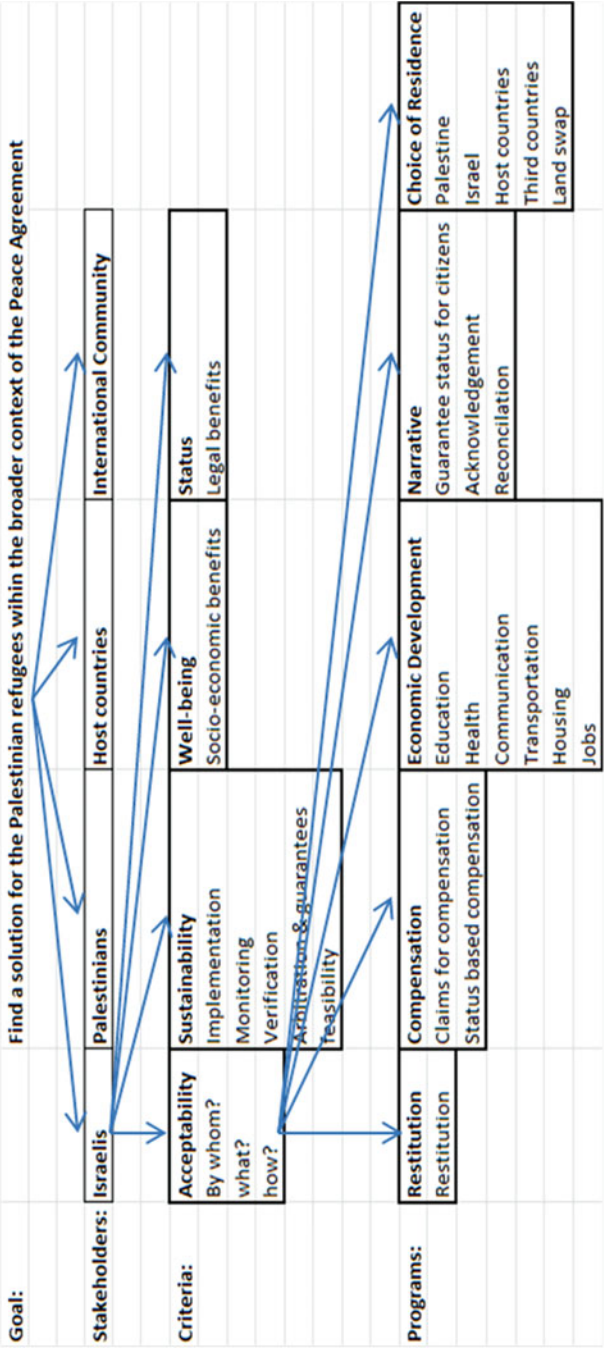 Goal:
Find a solution for the Palestinian refugees wihin the broader context of the Peace Agreement
Stakeholders:
Israelis
Palestinians
Host countries
International Community
Criteria:
Acceptability
By whom?
what?
how?
Sustainability
Implementation
Monitoring
Verification
Arbitration & guarantees
feasibility
Well-being
Socio-economic benefits
Status
Legal benefits
Programs:
Restitution
Restitution
Compensation
Claims for compensation
Status based compensation
Economic Development
Education
Health
Communication
Transportation
Housing
Jobs
Narrative
Guarantee status for citizens
Acknowledgement
Reconcilation
Choice of Residence
Palestine
Israel
Host countries
Third countries
Land swap